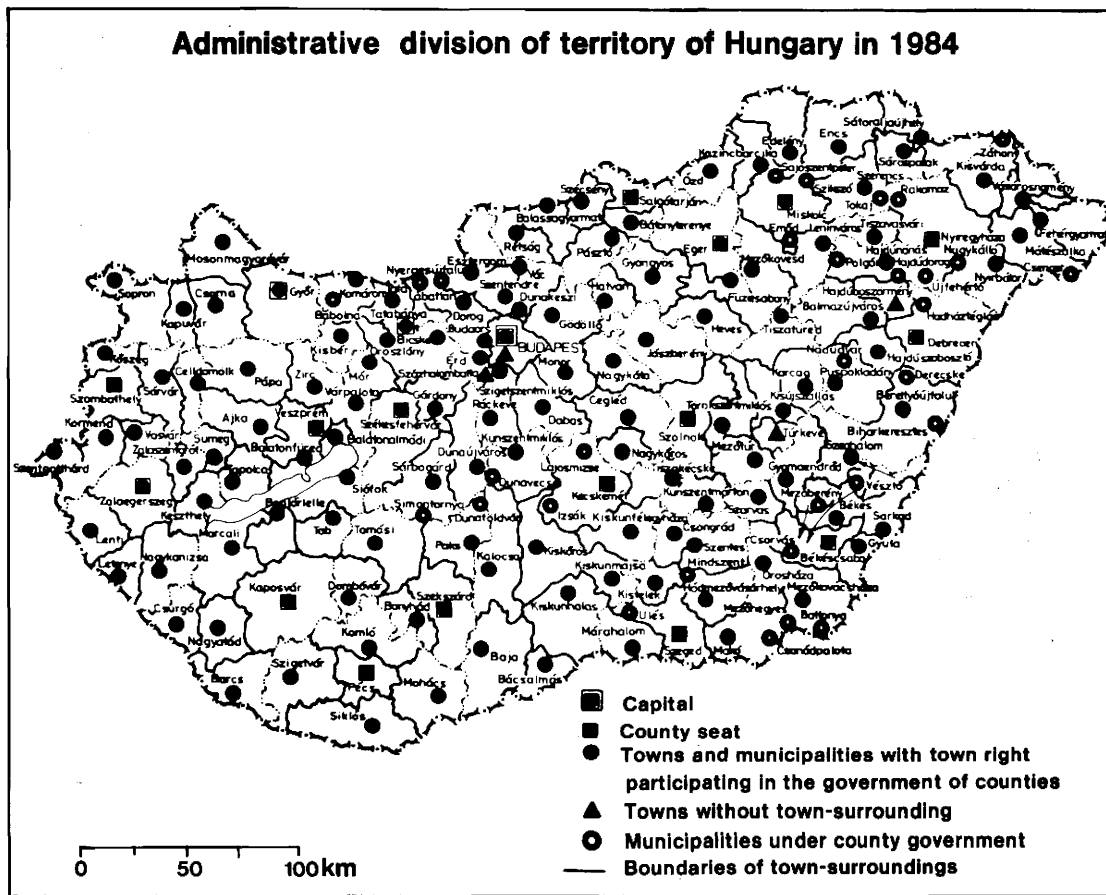 Administrative division of territory of Hungary in 1984
Sátoraljaújhely
Edelény
Encs
Kazincbarcika
Sárospatak
Záhony
Kisvárda
Sajószentpéter
Szerencs
Ózd
Szikszó
Rakamaz
Vásárosnamény
Szécsény
Salgótarján
Tokaj
Miskolc
Balassagyarmat
Bátonyterenye
Fehérgyarmat
Emőd
Leninváros
Tiszavasvári
Nyíregyháza
Rétság
Pásztó
Eger
Mátészalka
Mosonmagyaróvár
Esztergom
Hajdúnánás
Nagykálló
Mezőkövesd
Polgár
Hajdúdorog
Csenger
Nyergesújfalu
Vác
Gyöngyös
Nyírbátor
Sopron
Csorna
Győr
Komárom
Lábatlan
Szentendre
Hatvan
Füzesabony
Hajdúböszörmény
Újfehértó
Dunakeszi
Tatabánya
Dorog
Balmazújváros
Hadháztéglás
Kapuvár
Bábolna
Bicske
Budaörs
Gödöllő
Heves
Tiszafüred
Debrecen
Kisbér
Oroszlány
BUDAPEST
Jászberény
Nádudvar
Kőszeg
Érd
Monor
Hajdúszoboszló
Celldömölk
Mór
Százhalombatta
Nagykáta
Karcag
Püspökladány
Derecske
Szombathely
Sárvár
Pápa
Zirc
Szigetszentmiklós
Kisújszállás
Várpalota
Gárdony
Ráckeve
Cegléd
Törökszentmiklós
Berettyóújfalu
Körmend
Ajka
Veszprém
Székesfehérvár
Dabas
Vasvár
Sümeg
Szolnok
Túrkeve
Biharkeresztes
Zalaszentgrót
Balatonfüred
Balatonalmádi
Kunszentmiklós
Mezőtúr
Szeghalom
Szentgotthárd
Tapolca
Sárbogárd
Dunaújváros
Lajosmizse
Nagykőrös
Tiszakécske
Gyomaendrőd
Vésztő
Zalaegerszeg
Siófok
Dunavecse
Kecskemét
Kunszentmárton
Mezőberény
Keszthely
Simontornya
Izsák
Szarvas
Békés
Boglárlelle
Dunaföldvár
Kiskunfélegyháza
Sarkad
Lenti
Marcali
Tab
Tamási
Csongrád
Nagykanizsa
Paks
Csorvás
Békéscsaba
Gyula
Letenye
Kalocsa
Kiskőrös
Szentes
Mindszent
Kiskunmajsa
Orosháza
Kaposvár
Dombóvár
Szekszárd
Kistelek
Hódmezővásárhely
Mezőkovácsháza
Csurgó
Bonyhád
Kiskunhalas
Mezőhegyes
Battonya
Nagyatád
Komló
Üllés
Mórahalom
Szeged
Makó
Csanádpalota
Szigetvár
Baja
Barcs
Pécs
Mohács
Bácsalmás
Siklós
Capital
County seat
Towns and municipalities with town right
participating in the government of counties
Towns without town-surrounding
Municipalities under county government
Boundaries of town-surroundings
0 50 100km